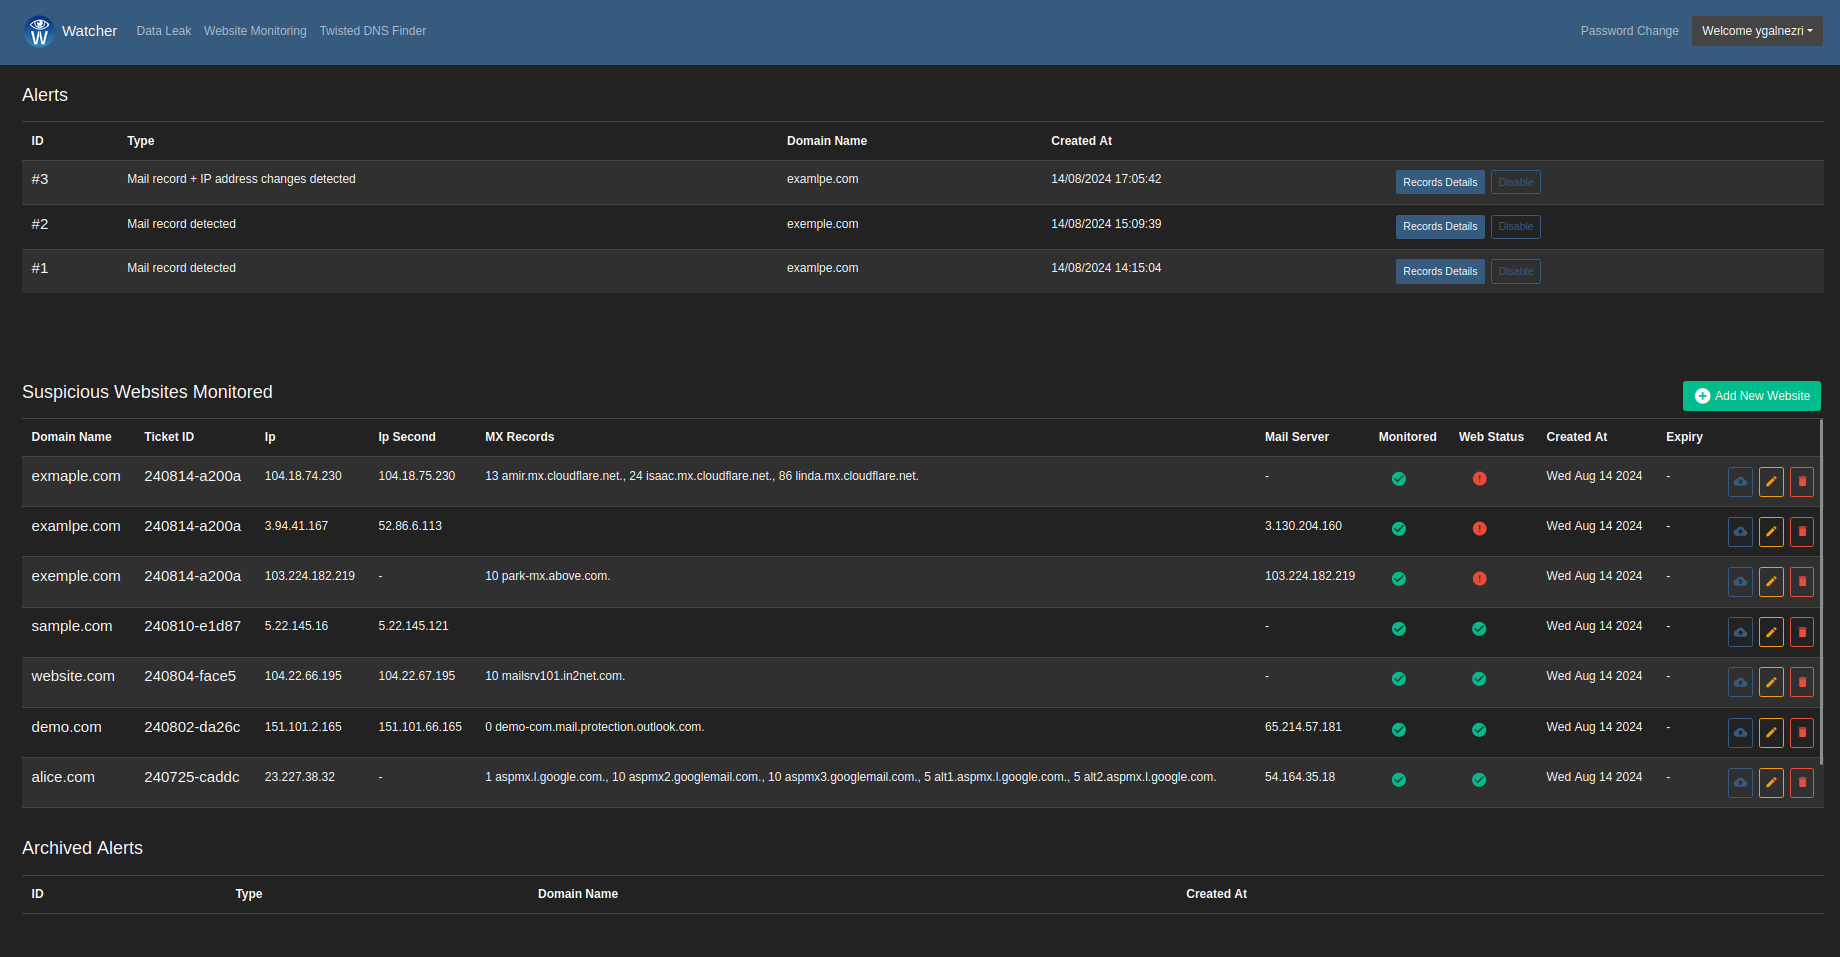 Watcher Data Leak Website Monitoring Twisted DNS Finder Password Change Welcome ygalnezri
Alerts
ID Type Domain Name Created At
#3 Mail record + IP address changes detected examlpe.com 14/08/2024 17:05:42 Records Details Disable
#2 Mail record detected exemple.com 14/08/2024 15:09:39 Records Details Disable
#1 Mail record detected examlpe.com 14/08/2024 14:15:04 Records Details Disable
Suspicious Websites Monitored Add New Website
Domain Name Ticket ID Ip Ip Second MX Records Mail Server Monitored Web Status Created At Expiry
exmaple.com 240814-a200a 104.18.74.230 104.18.75.230 13 amir.mx.cloudflare.net., 24 isaac.mx.cloudflare.net., 86 linda.mx.cloudflare.net. - Wed Aug 14 2024 -
examlpe.com 240814-a200a 3.94.41.167 52.86.6.113 3.130.204.160 Wed Aug 14 2024 -
exemple.com 240814-a200a 103.224.182.219 - 10 park-mx.above.com. 103.224.182.219 Wed Aug 14 2024 -
sample.com 240810-e1d87 5.22.145.16 5.22.145.121 - Wed Aug 14 2024 -
website.com 240804-face5 104.22.66.195 104.22.67.195 10 mailsrv101.in2net.com. - Wed Aug 14 2024 -
demo.com 240802-da26c 151.101.2.165 151.101.66.165 0 demo-com.mail.protection.outlook.com. 65.214.57.181 Wed Aug 14 2024 -
alice.com 240725-caddc 23.227.38.32 - 1 aspmx.l.google.com., 10 aspmx2.googlemail.com., 10 aspmx3.googlemail.com., 5 alt1.aspmx.l.google.com., 5 alt2.aspmx.l.google.com. 54.164.35.18 Wed Aug 14 2024 -
Archived Alerts
ID Type Domain Name Created At